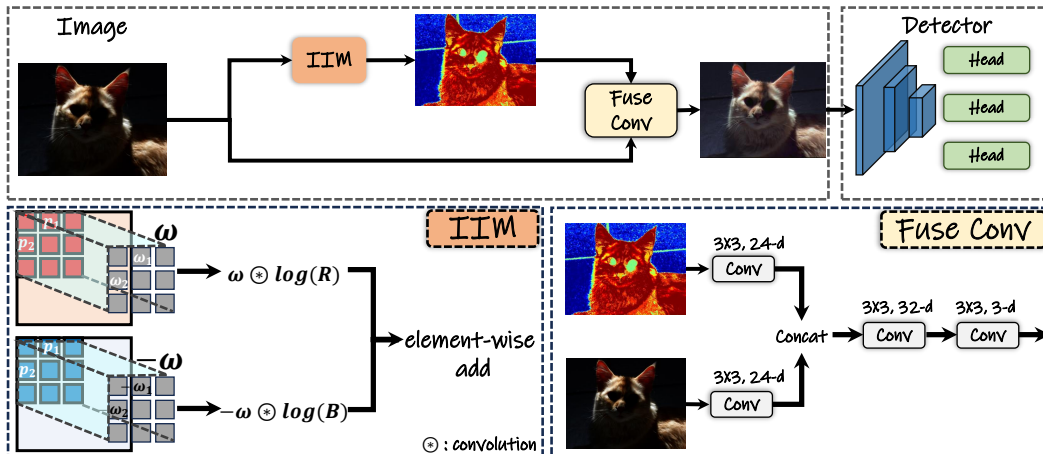 Image
IIM
Fuse
Conv
Detector
Head
Head
Head
IIM
p₁
p₂
ω
ω₁
ω₂
ω ⊛ log(R)
p₁
p₂
−ω
−ω₁
−ω₂
−ω ⊛ log(B)
element-wise
add
⊛ : convolution
Fuse Conv
3X3, 24-d
Conv
3X3, 24-d
Conv
Concat
3X3, 32-d
Conv
3X3, 3-d
Conv